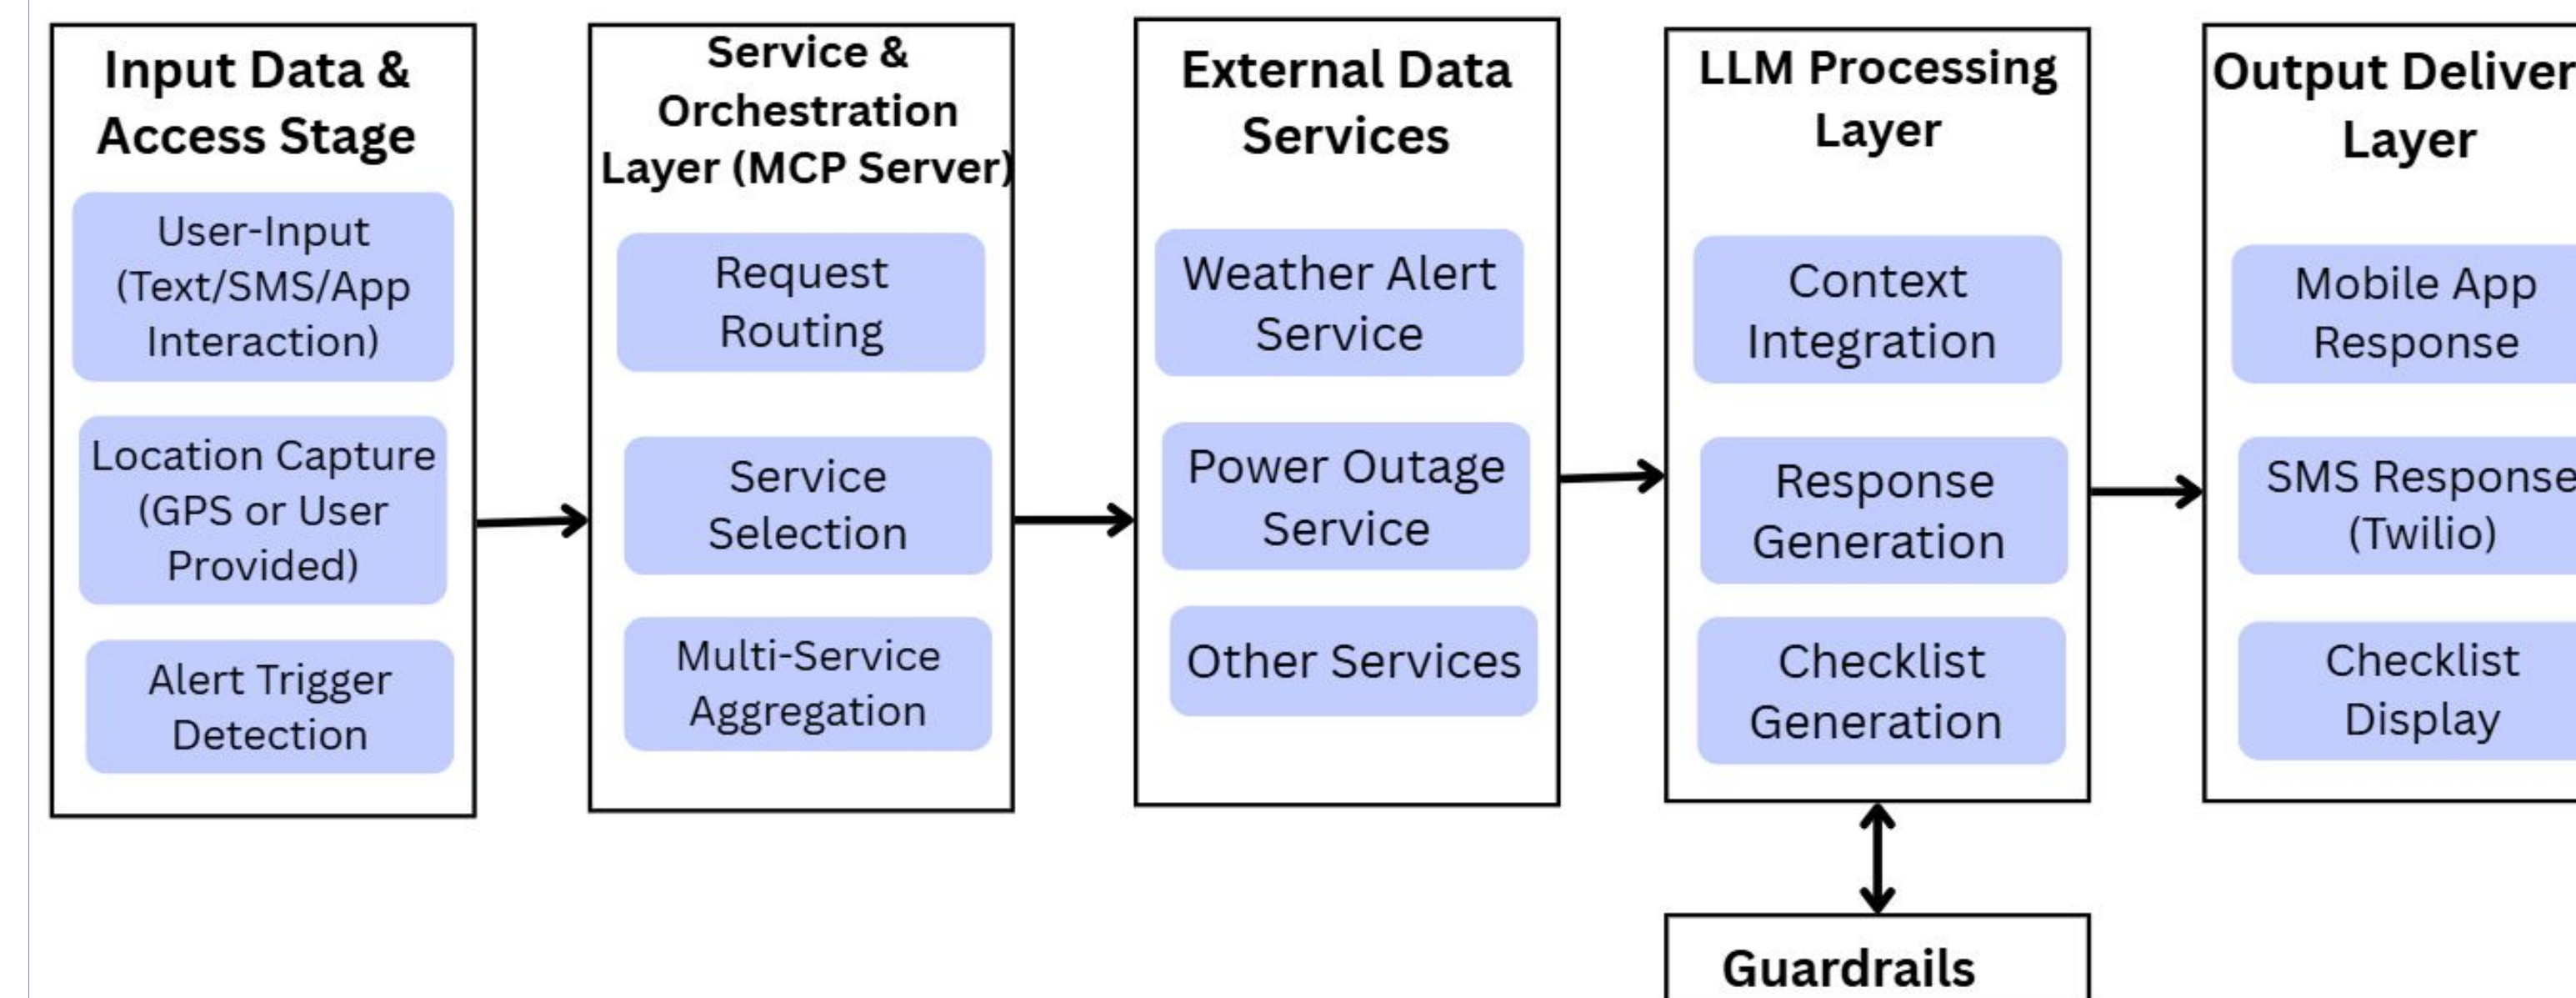 Input Data &
Access Stage
User-Input
(Text/SMS/App
Interaction)
Location Capture
(GPS or User
Provided)
Alert Trigger
Detection
Service &
Orchestration
Layer (MCP Server)
Request
Routing
Service
Selection
Multi-Service
Aggregation
External Data
Services
Weather Alert
Service
Power Outage
Service
Other Services
LLM Processing
Layer
Context
Integration
Response
Generation
Checklist
Generation
Guardrails
Output Deliver
Layer
Mobile App
Response
SMS Response
(Twilio)
Checklist
Display